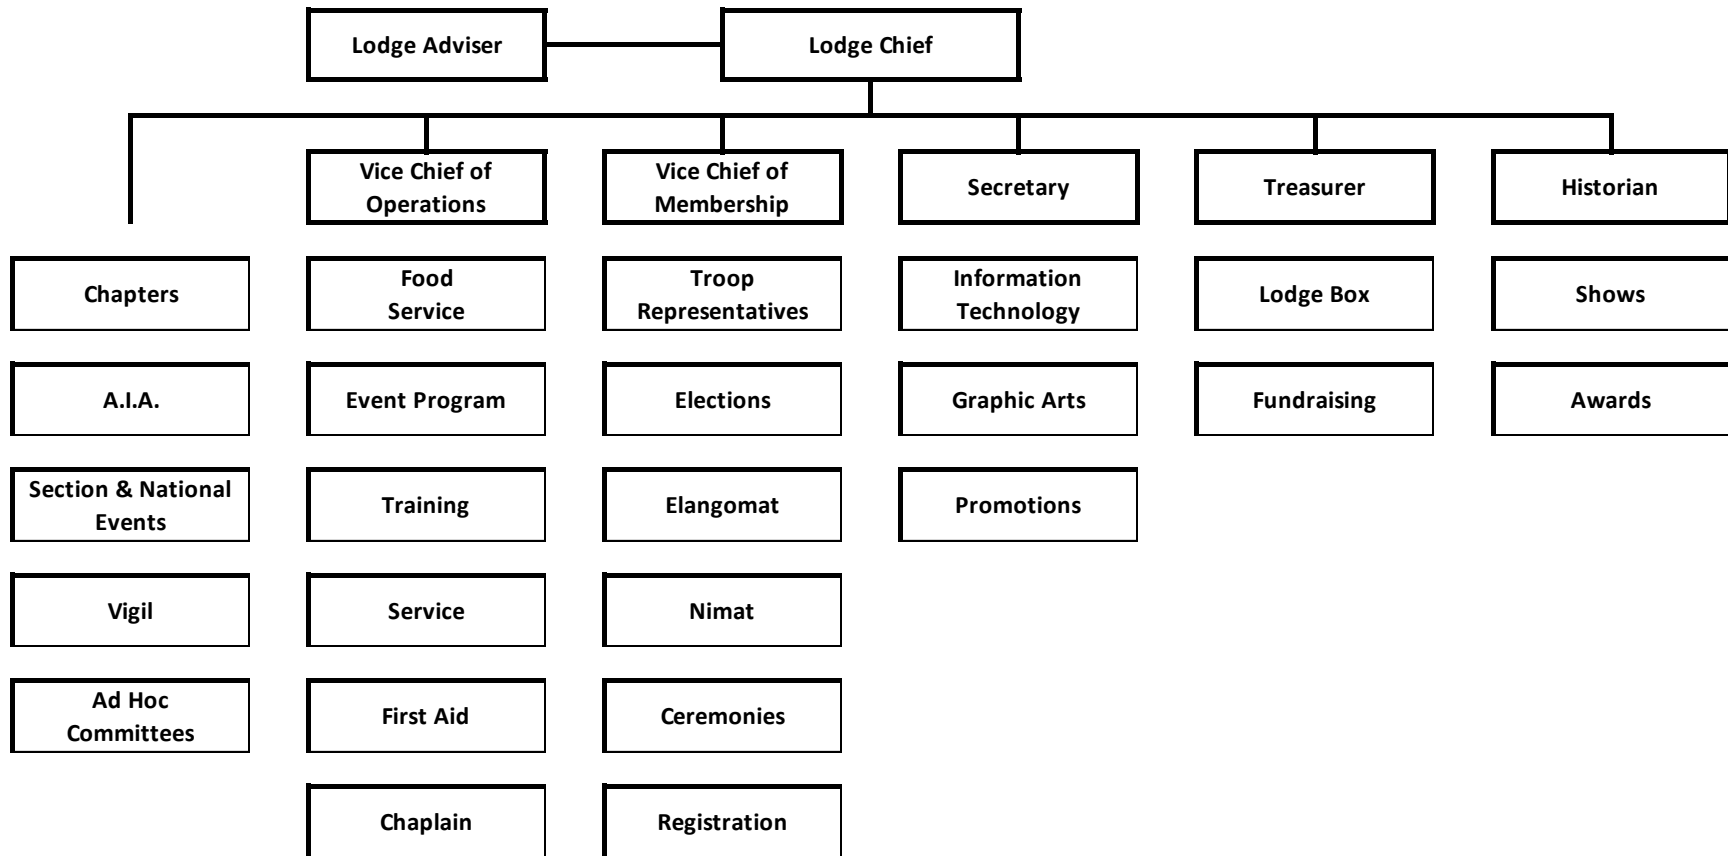 Lodge Adviser
Lodge Chief
Vice Chief of
Operations
Vice Chief of
Membership
Secretary
Treasurer
Historian
Chapters
Food
Service
Troop
Representatives
Information
Technology
Lodge Box
Shows
A.I.A.
Event Program
Elections
Graphic Arts
Fundraising
Awards
Section & National
Events
Training
Elangomat
Promotions
Vigil
Service
Nimat
Ad Hoc
Committees
First Aid
Ceremonies
Chaplain
Registration